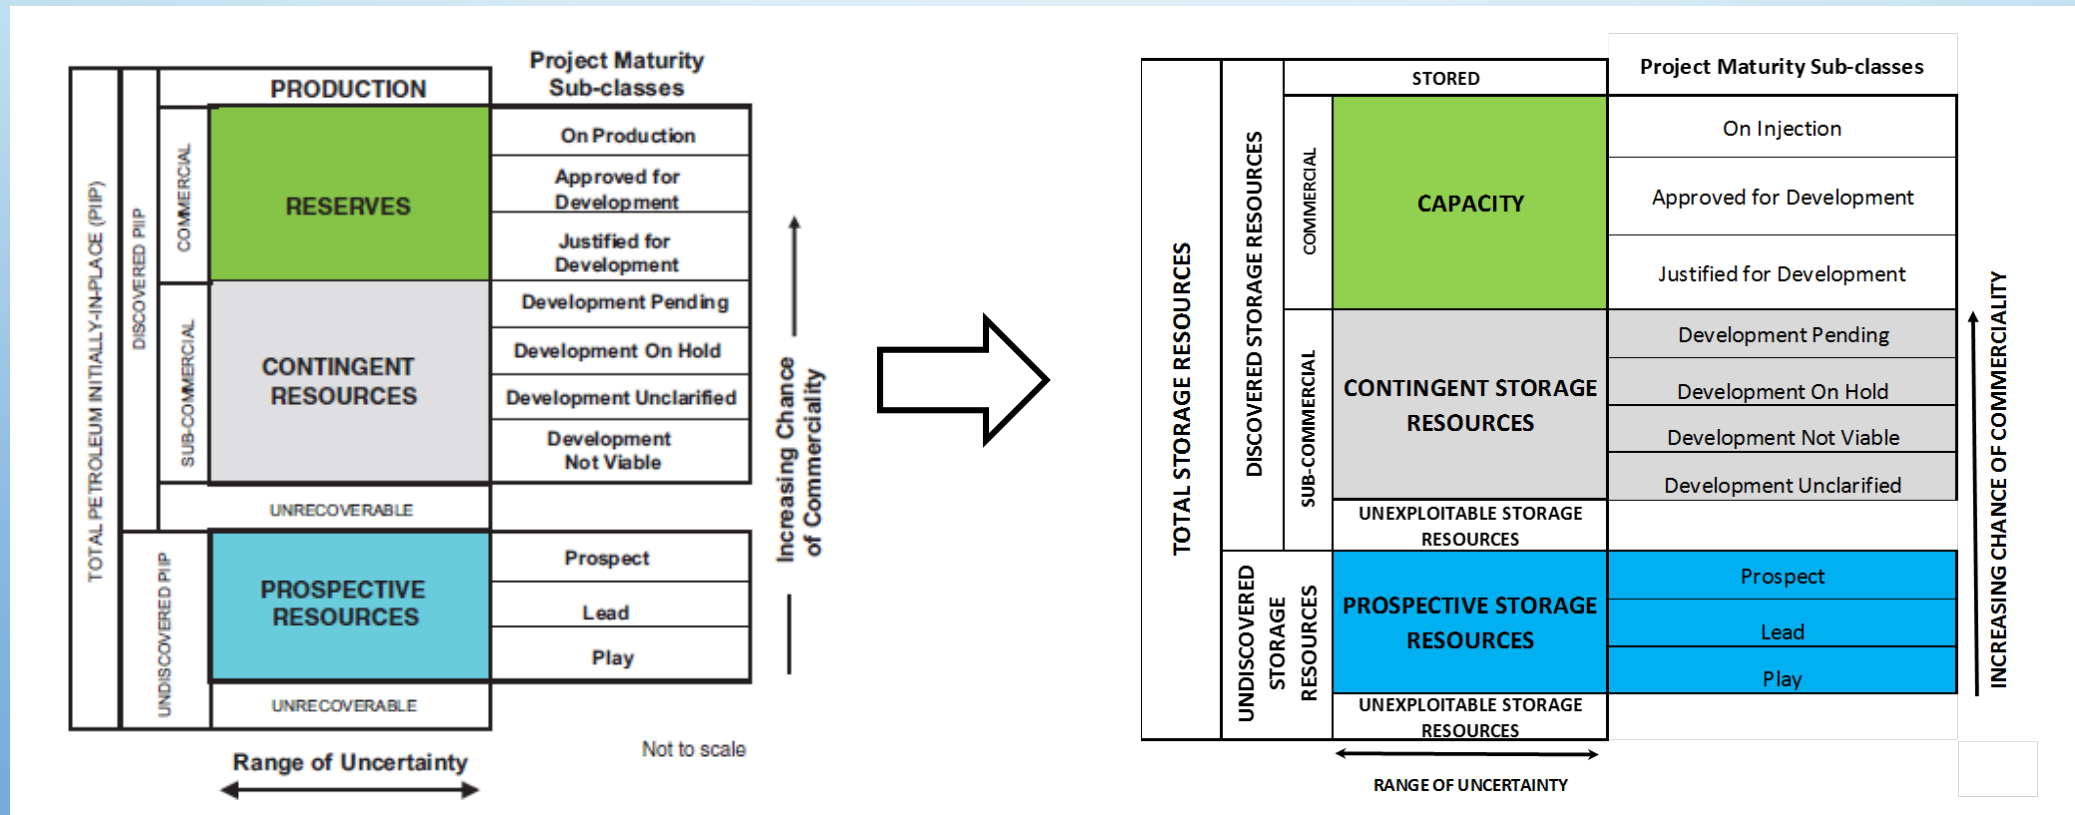 Project Maturity
Sub-classes
PRODUCTION
TOTAL PETROLEUM INITIALLY-IN-PLACE (PIIP)
DISCOVERED PIIP
COMMERCIAL
RESERVES
On Production
Approved for
Development
Justified for
Development
SUB-COMMERCIAL
CONTINGENT
RESOURCES
Development Pending
Development On Hold
Development Unclarified
Development
Not Viable
UNRECOVERABLE
UNDISCOVERED PIIP
PROSPECTIVE
RESOURCES
Prospect
Lead
Play
UNRECOVERABLE
Increasing Chance
of Commerciality
Not to scale
Range of Uncertainty
Project Maturity Sub-classes
STORED
TOTAL STORAGE RESOURCES
DISCOVERED STORAGE RESOURCES
COMMERCIAL
CAPACITY
On Injection
Approved for Development
Justified for Development
SUB-COMMERCIAL
CONTINGENT STORAGE
RESOURCES
Development Pending
Development On Hold
Development Not Viable
Development Unclarified
UNEXPLOITABLE STORAGE
RESOURCES
UNDISCOVERED
STORAGE
RESOURCES
PROSPECTIVE STORAGE
RESOURCES
Prospect
Lead
Play
UNEXPLOITABLE STORAGE
RESOURCES
INCREASING CHANCE OF COMMERCIALITY
RANGE OF UNCERTAINTY